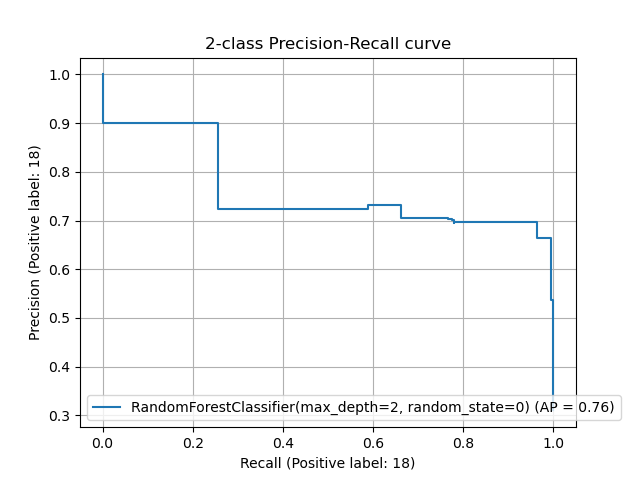 2-class Precision-Recall curve
1.0
0.9
0.8
0.7
0.6
0.5
0.4
0.3
Precision (Positive label: 18)
RandomForestClassifier(max_depth=2, random_state=0) (AP = 0.76)
0.0 0.2 0.4 0.6 0.8 1.0
Recall (Positive label: 18)